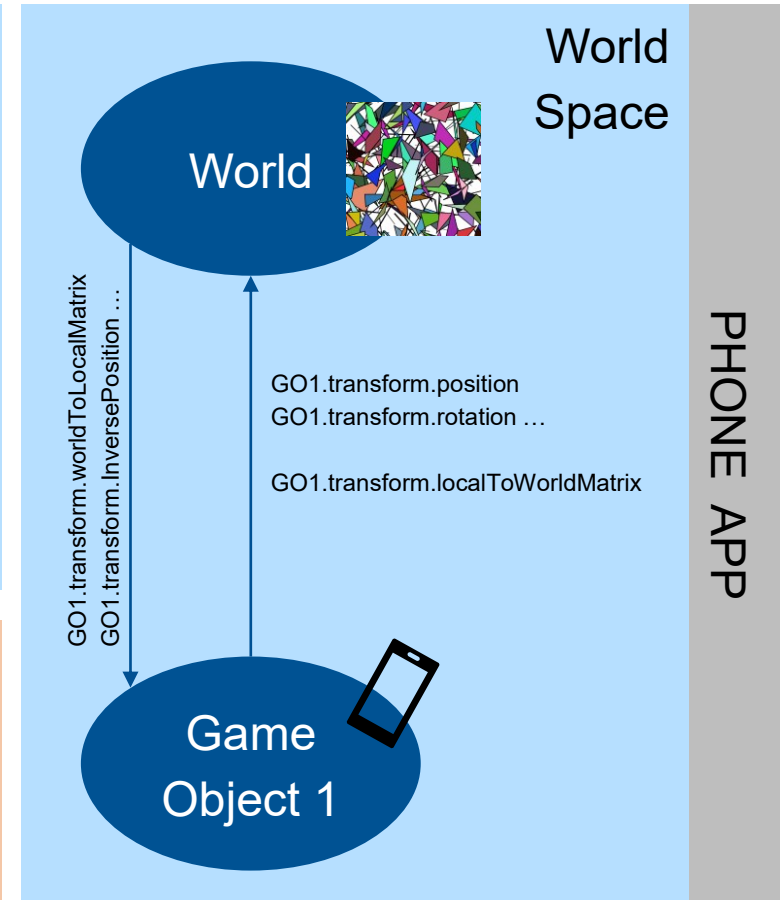 World
Space
World
GO1.transform.worldToLocalMatrix
GO1.transform.InversePosition …
GO1.transform.position
GO1.transform.rotation …
GO1.transform.localToWorldMatrix
PHONE APP
Game
Object 1